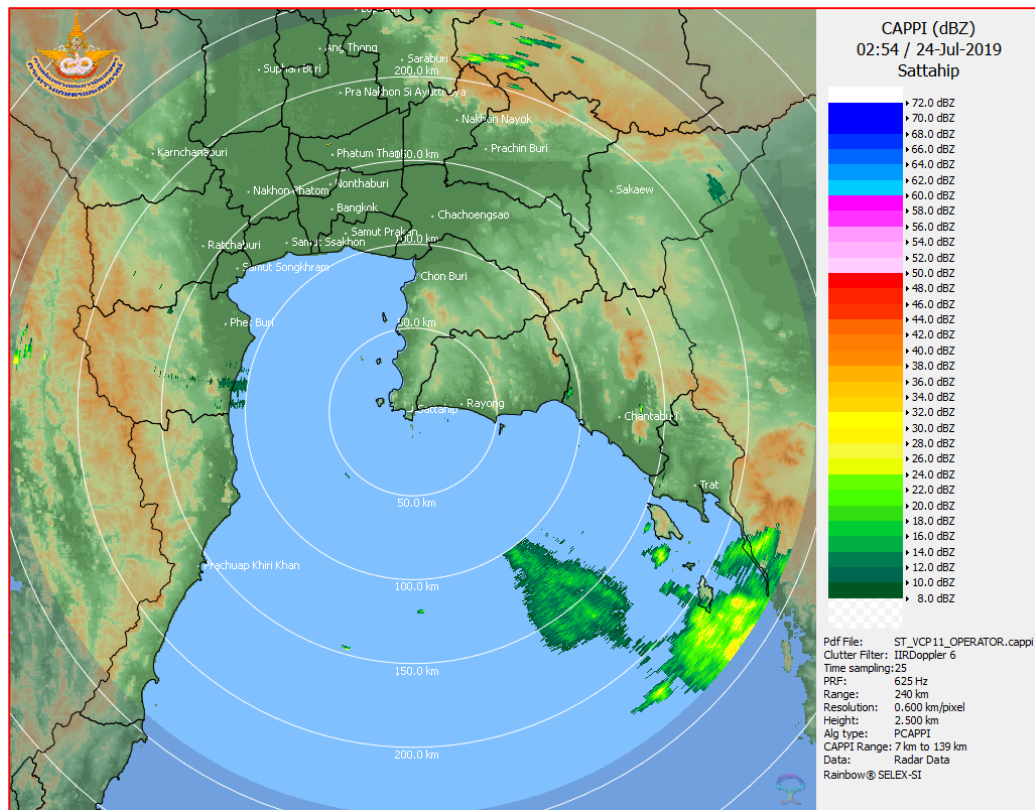 CAPPI (dBZ)
02:54 / 24-Jul-2019
Sattahip
72.0 dBZ
70.0 dBZ
68.0 dBZ
66.0 dBZ
64.0 dBZ
62.0 dBZ
60.0 dBZ
58.0 dBZ
56.0 dBZ
54.0 dBZ
52.0 dBZ
50.0 dBZ
48.0 dBZ
46.0 dBZ
44.0 dBZ
42.0 dBZ
40.0 dBZ
38.0 dBZ
36.0 dBZ
34.0 dBZ
32.0 dBZ
30.0 dBZ
28.0 dBZ
26.0 dBZ
24.0 dBZ
22.0 dBZ
20.0 dBZ
18.0 dBZ
16.0 dBZ
14.0 dBZ
12.0 dBZ
10.0 dBZ
8.0 dBZ
Pdf File: ST_VCP11_OPERATOR.cappi
Clutter Filter: IIRDoppler 6
Time sampling: 25
PRF: 625 Hz
Range: 240 km
Resolution: 0.600 km/pixel
Height: 2.500 km
Alg type: PCAPPI
CAPPI Range: 7 km to 139 km
Data: Radar Data
Rainbow® SELEX-SI
Ang Thong
Saraburi
Suphan Buri
200.0 km
Pra Nakhon Si Ayuttaya
Nakhon Nayok
Karnchanaburi
Phatum Thani
150.0 km
Prachin Buri
Nonthaburi
Nakhon Phatom
Sakaew
Bangkok
Chachoengsao
Samut Prakan
100.0 km
Ratchaburi
Samut Ssakhon
Samut Songkhram
Chon Buri
Phet Buri
50.0 km
Sattahip
Rayong
Chantaburi
Trat
50.0 km
Prachuap Khiri Khan
100.0 km
150.0 km
200.0 km